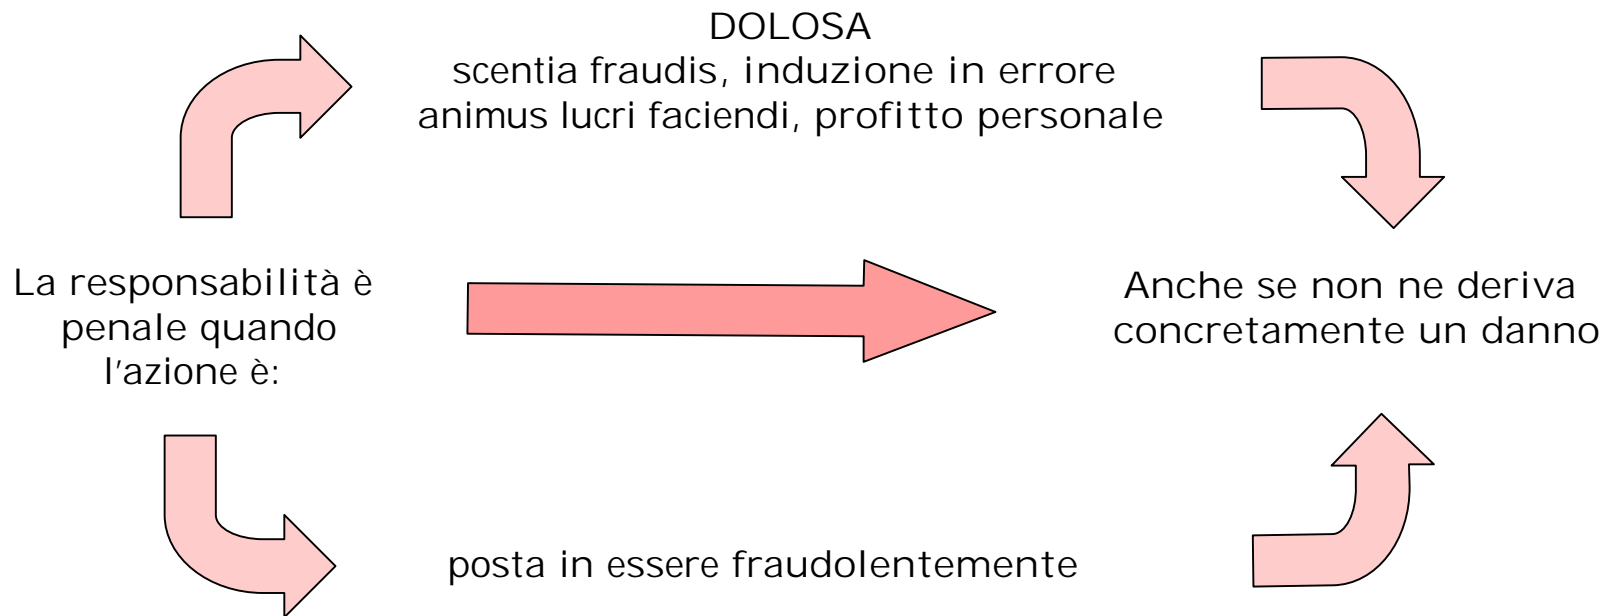 DOLOSA
scentia fraudis, induzione in errore
animus lucri faciendi, profitto personale
La responsabilità è
penale quando
l'azione è:
Anche se non ne deriva
concretamente un danno
posta in essere fraudolentemente